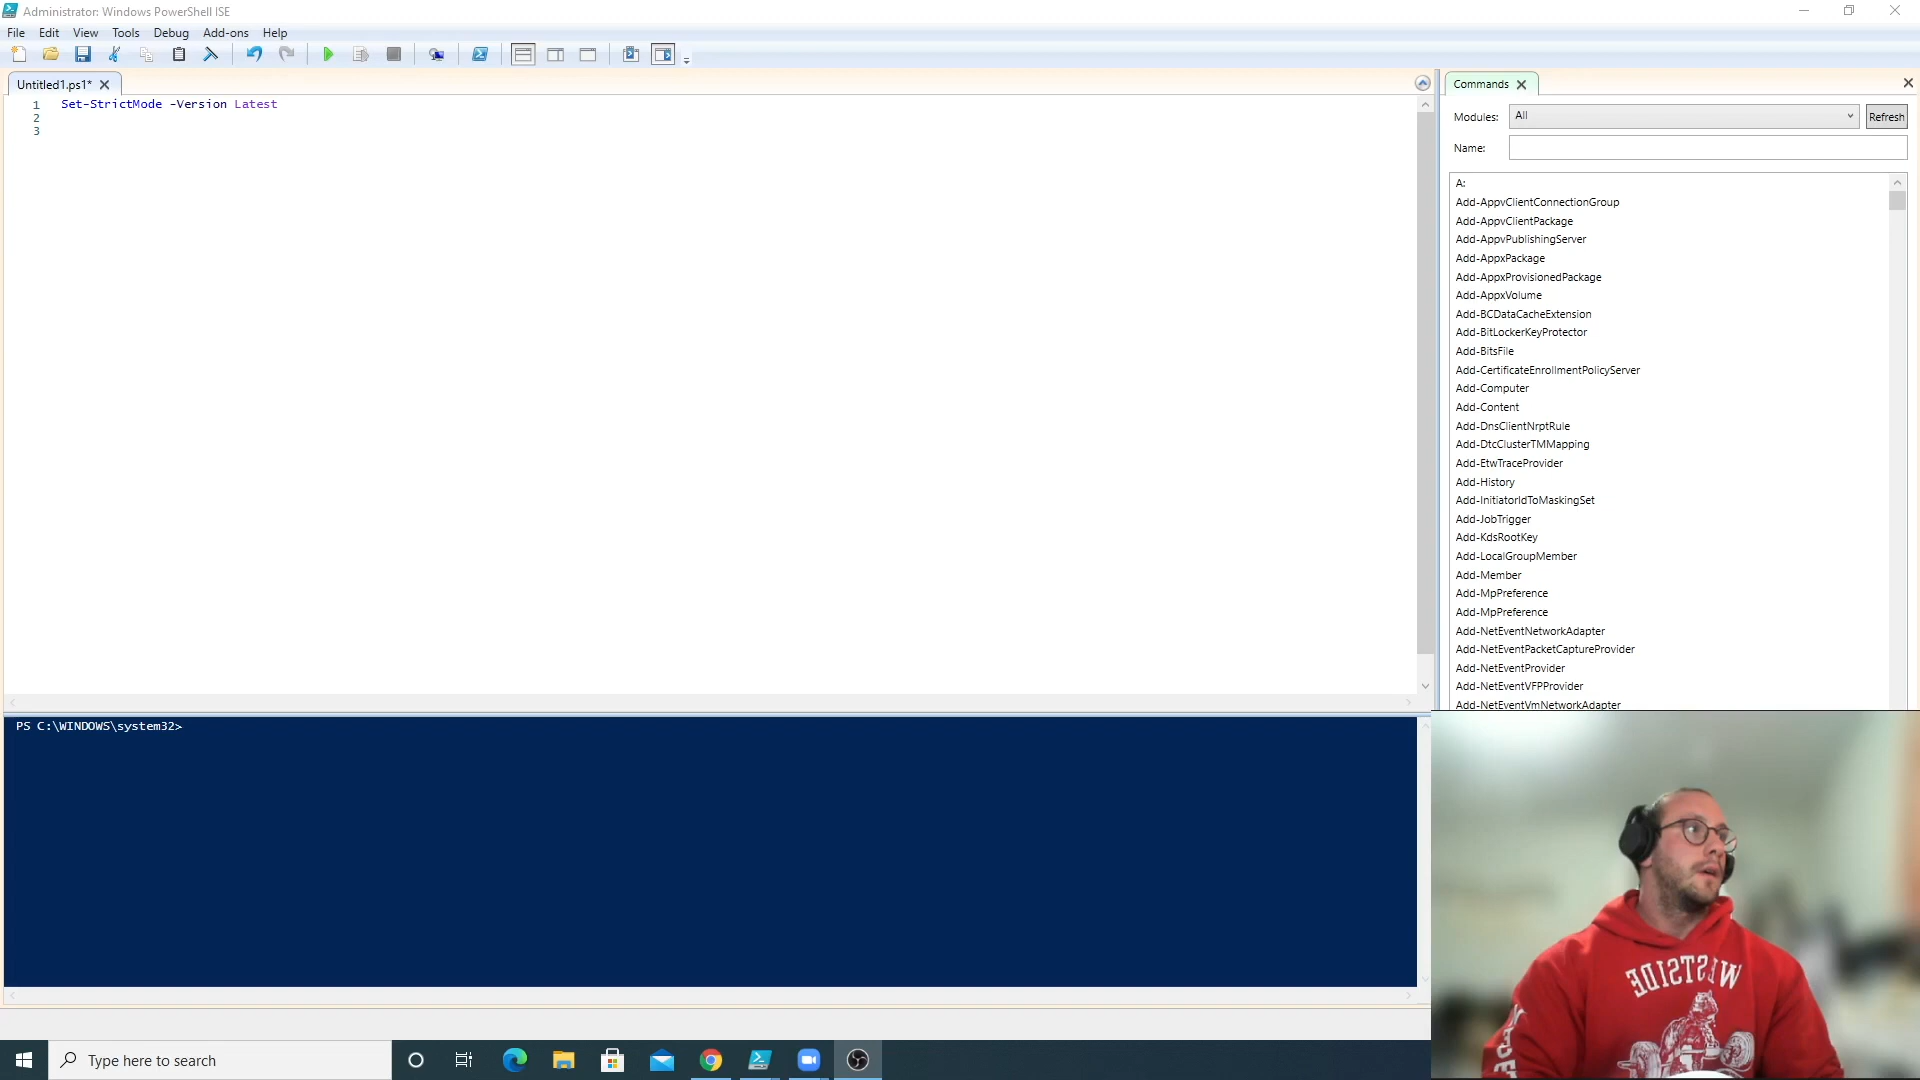 Administrator: Windows PowerShell ISE
File Edit View Tools Debug Add-ons Help
Untitled1.ps1*
1 Set-StrictMode -Version Latest
2
3
PS C:\WINDOWS\system32>
Commands
Modules: All Refresh
Name:
A:
Add-AppvClientConnectionGroup
Add-AppvClientPackage
Add-AppvPublishingServer
Add-AppxPackage
Add-AppxProvisionedPackage
Add-AppxVolume
Add-BCDataCacheExtension
Add-BitLockerKeyProtector
Add-BitsFile
Add-CertificateEnrollmentPolicyServer
Add-Computer
Add-Content
Add-DnsClientNrptRule
Add-DtcClusterTMMapping
Add-EtwTraceProvider
Add-History
Add-InitiatorIdToMaskingSet
Add-JobTrigger
Add-KdsRootKey
Add-LocalGroupMember
Add-Member
Add-MpPreference
Add-MpPreference
Add-NetEventNetworkAdapter
Add-NetEventPacketCaptureProvider
Add-NetEventProvider
Add-NetEventVFPProvider
Add-NetEventVmNetworkAdapter
WESTSIDE
Type here to search